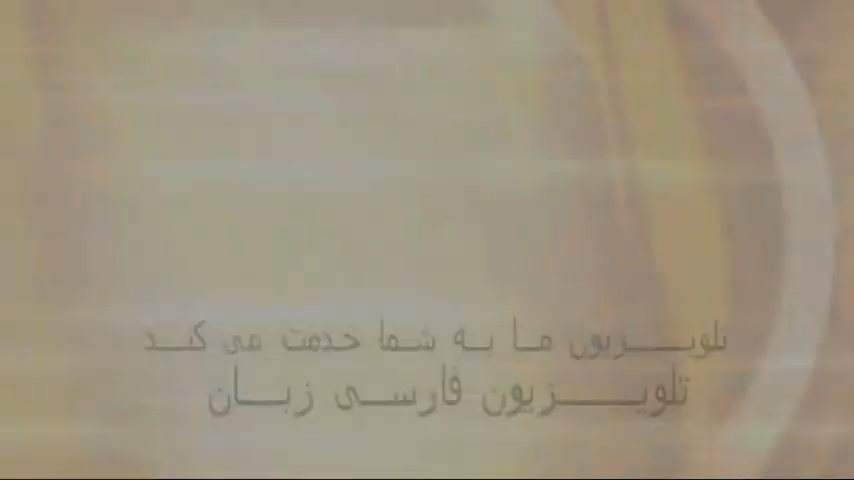 تلویزیون ما به شما خدمت می کند
تلویزیون فارسی زبان